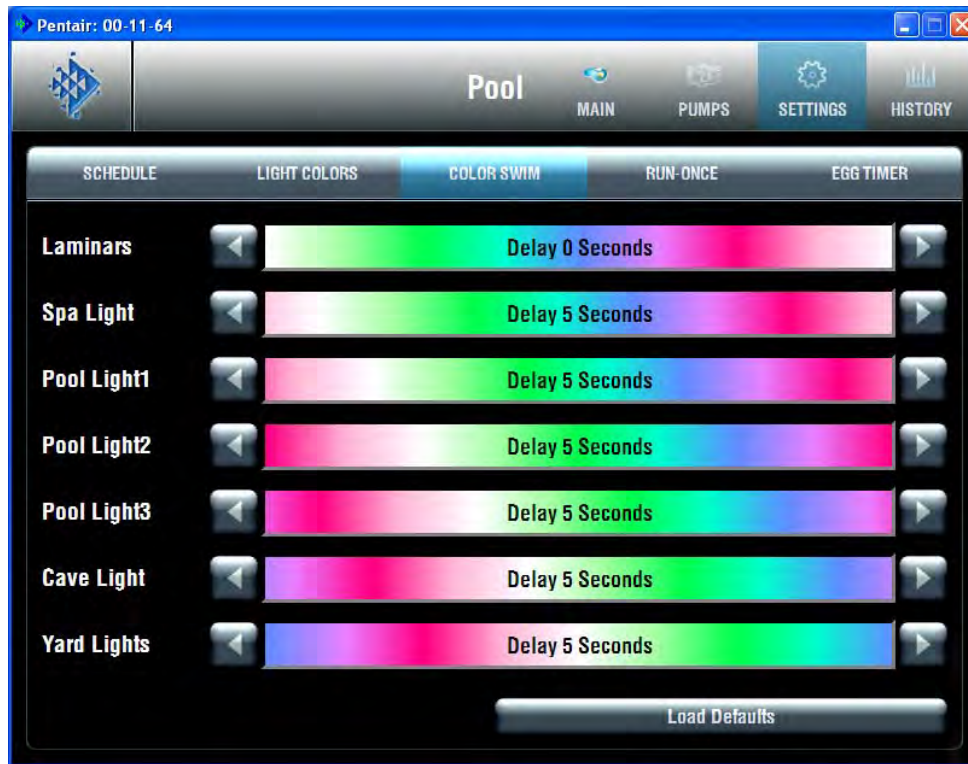 Pentair: 00-11-64
Pool
MAIN
PUMPS
SETTINGS
HISTORY
SCHEDULE
LIGHT COLORS
COLOR SWIM
RUN-ONCE
EGG TIMER
Laminars
Delay 0 Seconds
Spa Light
Delay 5 Seconds
Pool Light1
Delay 5 Seconds
Pool Light2
Delay 5 Seconds
Pool Light3
Delay 5 Seconds
Cave Light
Delay 5 Seconds
Yard Lights
Delay 5 Seconds
Load Defaults